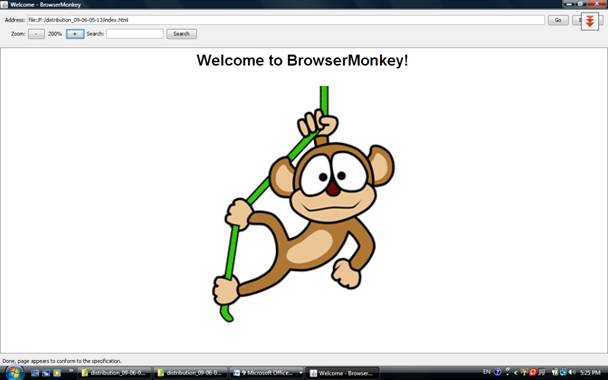 Welcome - BrowserMonkey
Address: file:/F:/distribution_09-06-05-13/index.html Go
Zoom: - 200% + Search: Search
Welcome to BrowserMonkey!
Done, page appears to conform to the specification.
distribution_09-06-0... distribution_09-06-0... 9 Microsoft Office... Welcome - Browser... EN 5:25 PM